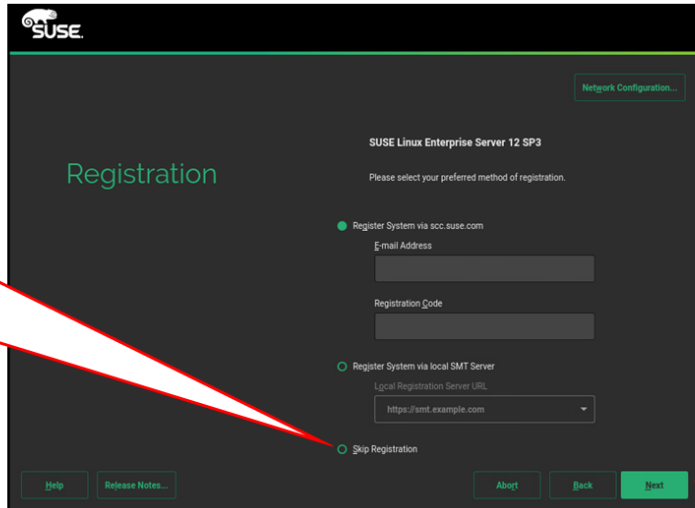 SUSE.
Network Configuration...
SUSE Linux Enterprise Server 12 SP3
Registration
Please select your preferred method of registration.
Register System via scc.suse.com
E-mail Address
Registration Code
Register System via local SMT Server
Local Registration Server URL
https://smt.example.com
Skip Registration
Help
Release Notes...
Abort
Back
Next